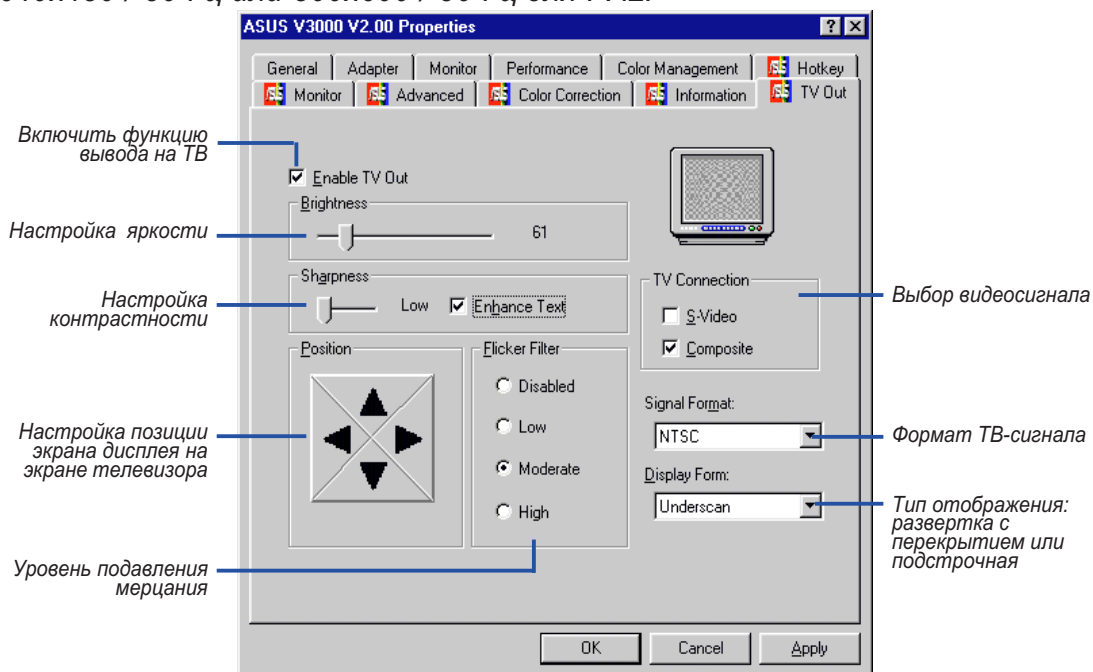 ASUS V3000 V2.00 Properties
General Adapter Monitor Performance Color Management Hotkey
Monitor Advanced Color Correction Information TV Out
Включить функцию
вывода на ТВ
Enable TV Out
Brightness
Настройка яркости
61
Sharpness
Настройка
контрастности
Low Enhance Text
TV Connection
Выбор видеосигнала
S-Video
Composite
Position
Flicker Filter
Disabled
Low
Moderate
High
Настройка позиции
экрана дисплея на
экране телевизора
Signal Format:
NTSC
Формат ТВ-сигнала
Display Form:
Underscan
Тип отображения:
развертка с
перекрытием или
подстрочная
Уровень подавления
мерцания
OK Cancel Apply